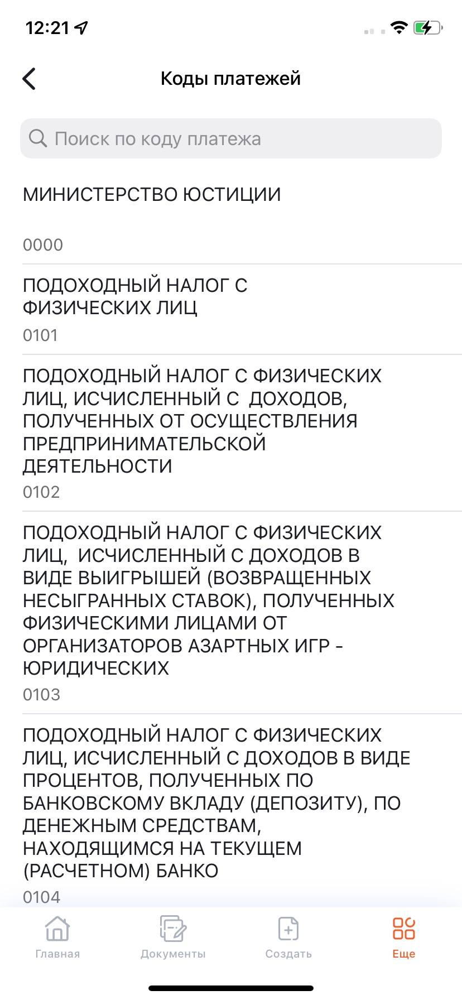 12:21
Коды платежей
Поиск по коду платежа
МИНИСТЕРСТВО ЮСТИЦИИ
0000
ПОДОХОДНЫЙ НАЛОГ С
ФИЗИЧЕСКИХ ЛИЦ
0101
ПОДОХОДНЫЙ НАЛОГ С ФИЗИЧЕСКИХ
ЛИЦ, ИСЧИСЛЕННЫЙ С  ДОХОДОВ,
ПОЛУЧЕННЫХ ОТ ОСУЩЕСТВЛЕНИЯ
ПРЕДПРИНИМАТЕЛЬСКОЙ
ДЕЯТЕЛЬНОСТИ
0102
ПОДОХОДНЫЙ НАЛОГ С ФИЗИЧЕСКИХ
ЛИЦ,  ИСЧИСЛЕННЫЙ С ДОХОДОВ В
ВИДЕ ВЫИГРЫШЕЙ (ВОЗВРАЩЕННЫХ
НЕСЫГРАННЫХ СТАВОК), ПОЛУЧЕННЫХ
ФИЗИЧЕСКИМИ ЛИЦАМИ ОТ
ОРГАНИЗАТОРОВ АЗАРТНЫХ ИГР -
ЮРИДИЧЕСКИХ
0103
ПОДОХОДНЫЙ НАЛОГ С ФИЗИЧЕСКИХ
ЛИЦ, ИСЧИСЛЕННЫЙ С ДОХОДОВ В ВИДЕ
ПРОЦЕНТОВ, ПОЛУЧЕННЫХ ПО
БАНКОВСКОМУ ВКЛАДУ (ДЕПОЗИТУ), ПО
ДЕНЕЖНЫМ СРЕДСТВАМ,
НАХОДЯЩИМСЯ НА ТЕКУЩЕМ
(РАСЧЕТНОМ) БАНКО
0104
Главная Документы Создать Еще